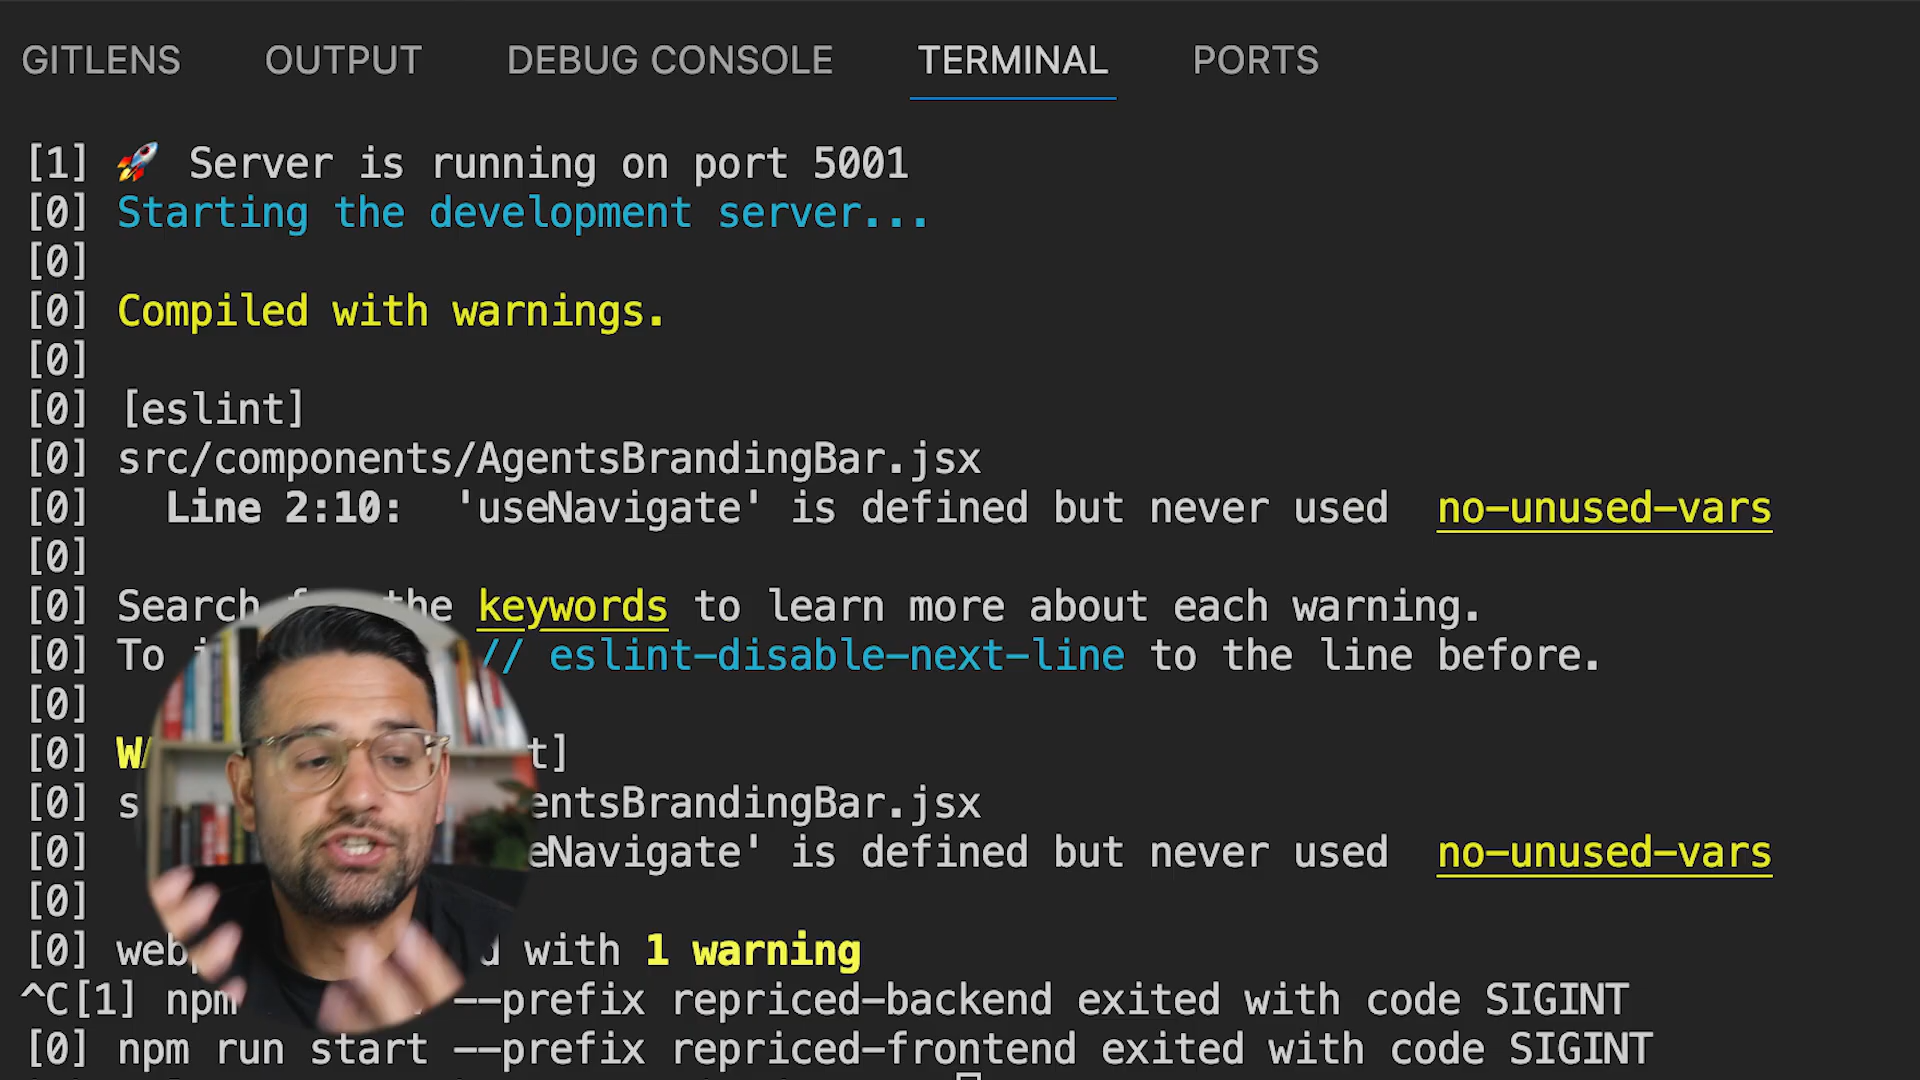 GITLENS OUTPUT DEBUG CONSOLE TERMINAL PORTS
[1] 🚀 Server is running on port 5001
[0] Starting the development server...
[0]
[0] Compiled with warnings.
[0]
[0] [eslint]
[0] src/components/AgentsBrandingBar.jsx
[0] Line 2:10: 'useNavigate' is defined but never used no-unused-vars
[0]
[0] Search the keywords to learn more about each warning.
[0] To // eslint-disable-next-line to the line before.
[0]
[0] t]
[0] entsBrandingBar.jsx
[0] eNavigate' is defined but never used no-unused-vars
[0]
[0] with 1 warning
^C[1] npm --prefix repriced-backend exited with code SIGINT
[0] npm run start --prefix repriced-frontend exited with code SIGINT